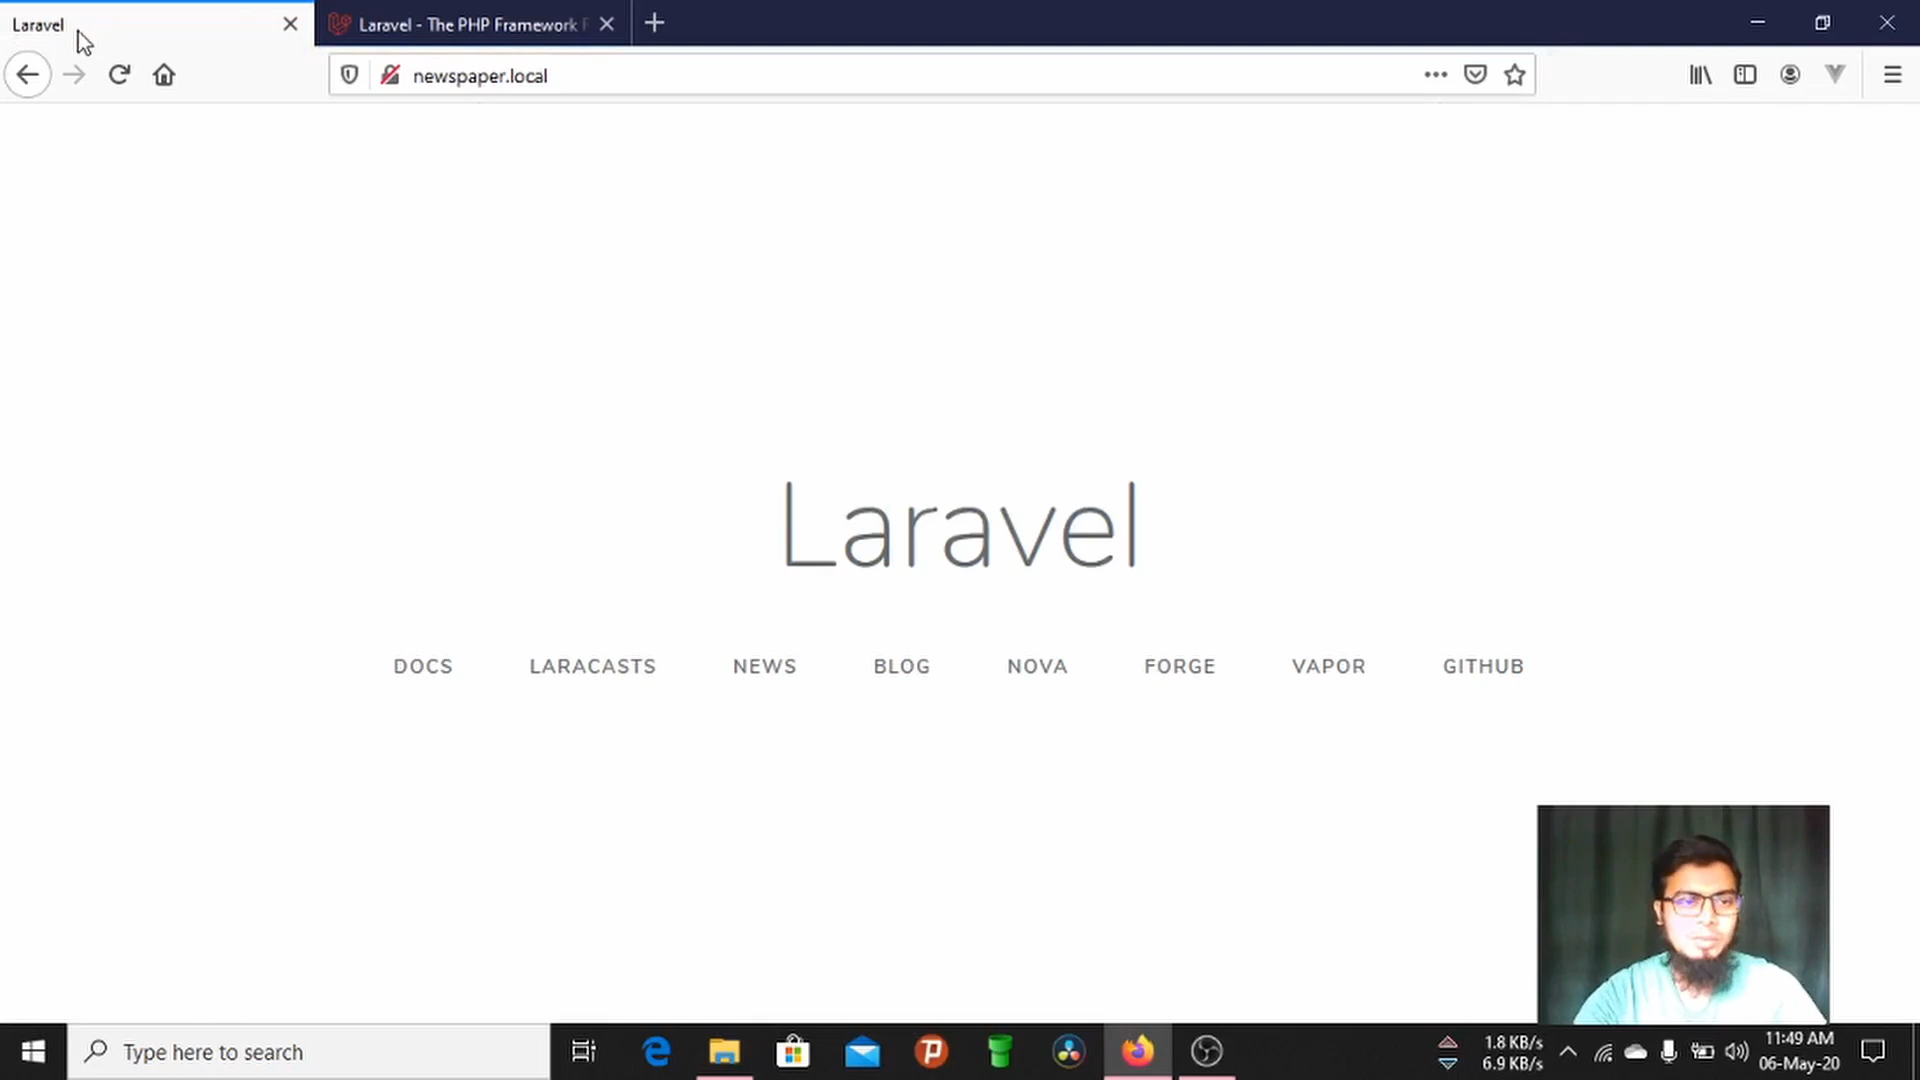 Laravel
Laravel - The PHP Framework F
newspaper.local
Laravel
DOCS LARACASTS NEWS BLOG NOVA FORGE VAPOR GITHUB
Type here to search
1.8 KB/s
6.9 KB/s
11:49 AM
06-May-20